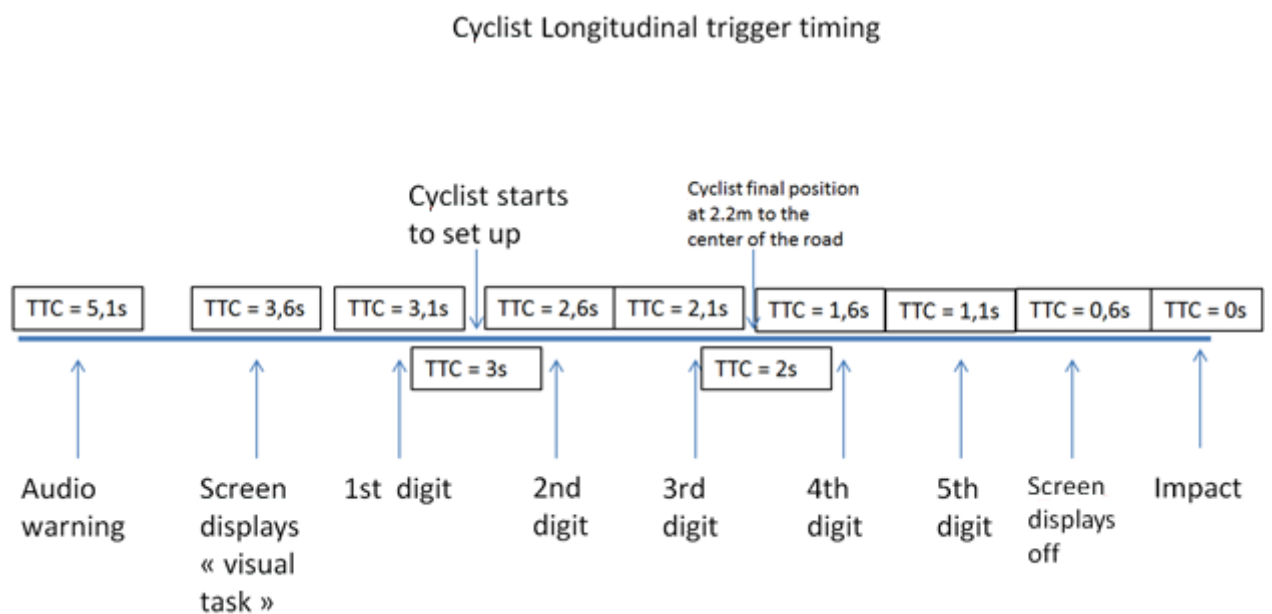 Cyclist Longitudinal trigger timing
Cyclist starts
to set up
Cyclist final position
at 2.2m to the
center of the road
TTC = 5,1s
TTC = 3,6s
TTC = 3,1s
TTC = 2,6s
TTC = 2,1s
TTC = 1,6s
TTC = 1,1s
TTC = 0,6s
TTC = 0s
TTC = 3s
TTC = 2s
Audio
warning
Screen
displays
« visual
task »
1st digit
2nd
digit
3rd
digit
4th
digit
5th
digit
Screen
displays
off
Impact